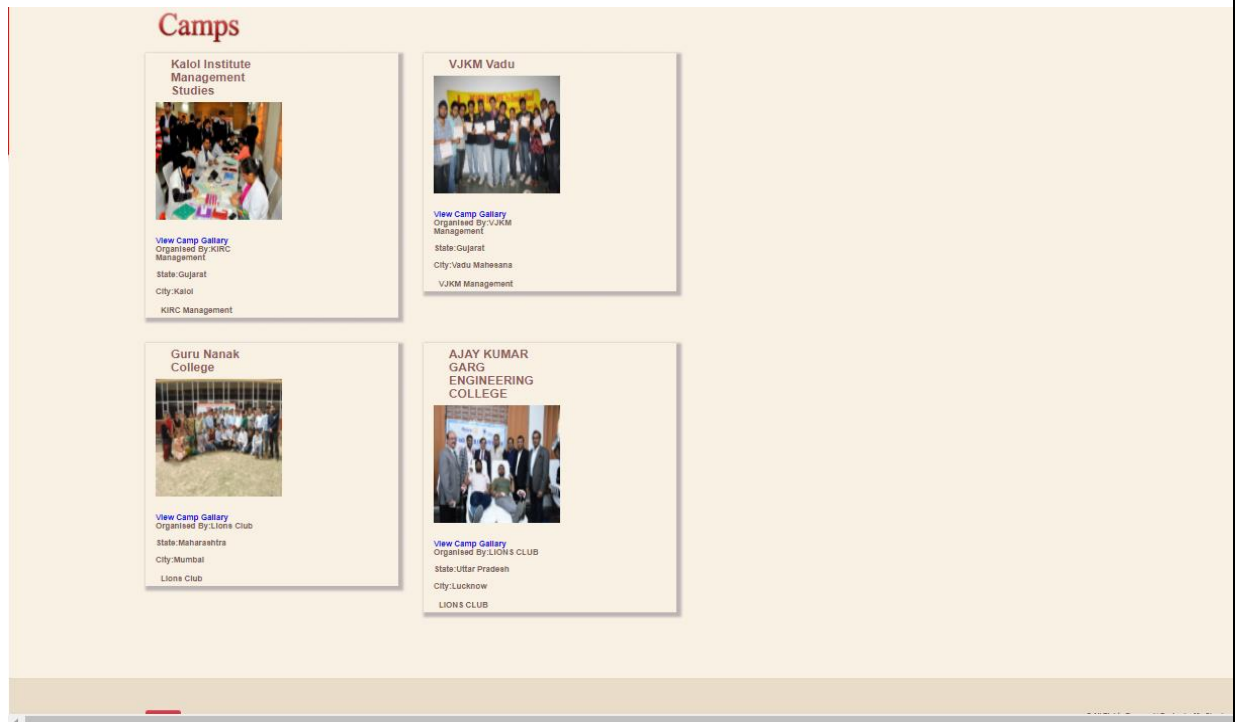 Camps
Kalol Institute
Management
Studies
View Camp Gallary
Organised By:KIRC
Management
State:Gujarat
City:Kalol
KIRC Management
VJKM Vadu
View Camp Gallary
Organised By:VJKM
Management
State:Gujarat
City:Vadu Mahesana
VJKM Management
Guru Nanak
College
View Camp Gallary
Organised By:Lions Club
State:Maharashtra
City:Mumbai
Lions Club
AJAY KUMAR
GARG
ENGINEERING
COLLEGE
View Camp Gallary
Organised By:LIONS CLUB
State:Uttar Pradesh
City:Lucknow
LIONS CLUB